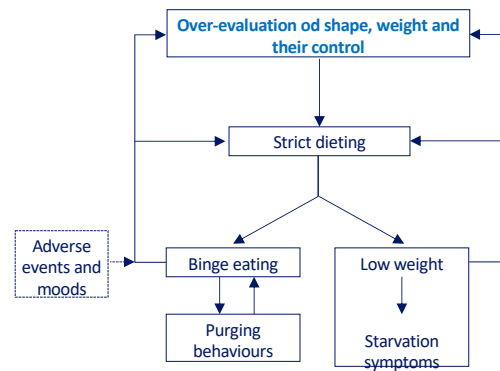 Over-evaluation od shape, weight and
their control
Strict dieting
Adverse
events and
moods
Binge eating
Low weight
Purging
behaviours
Starvation
symptoms